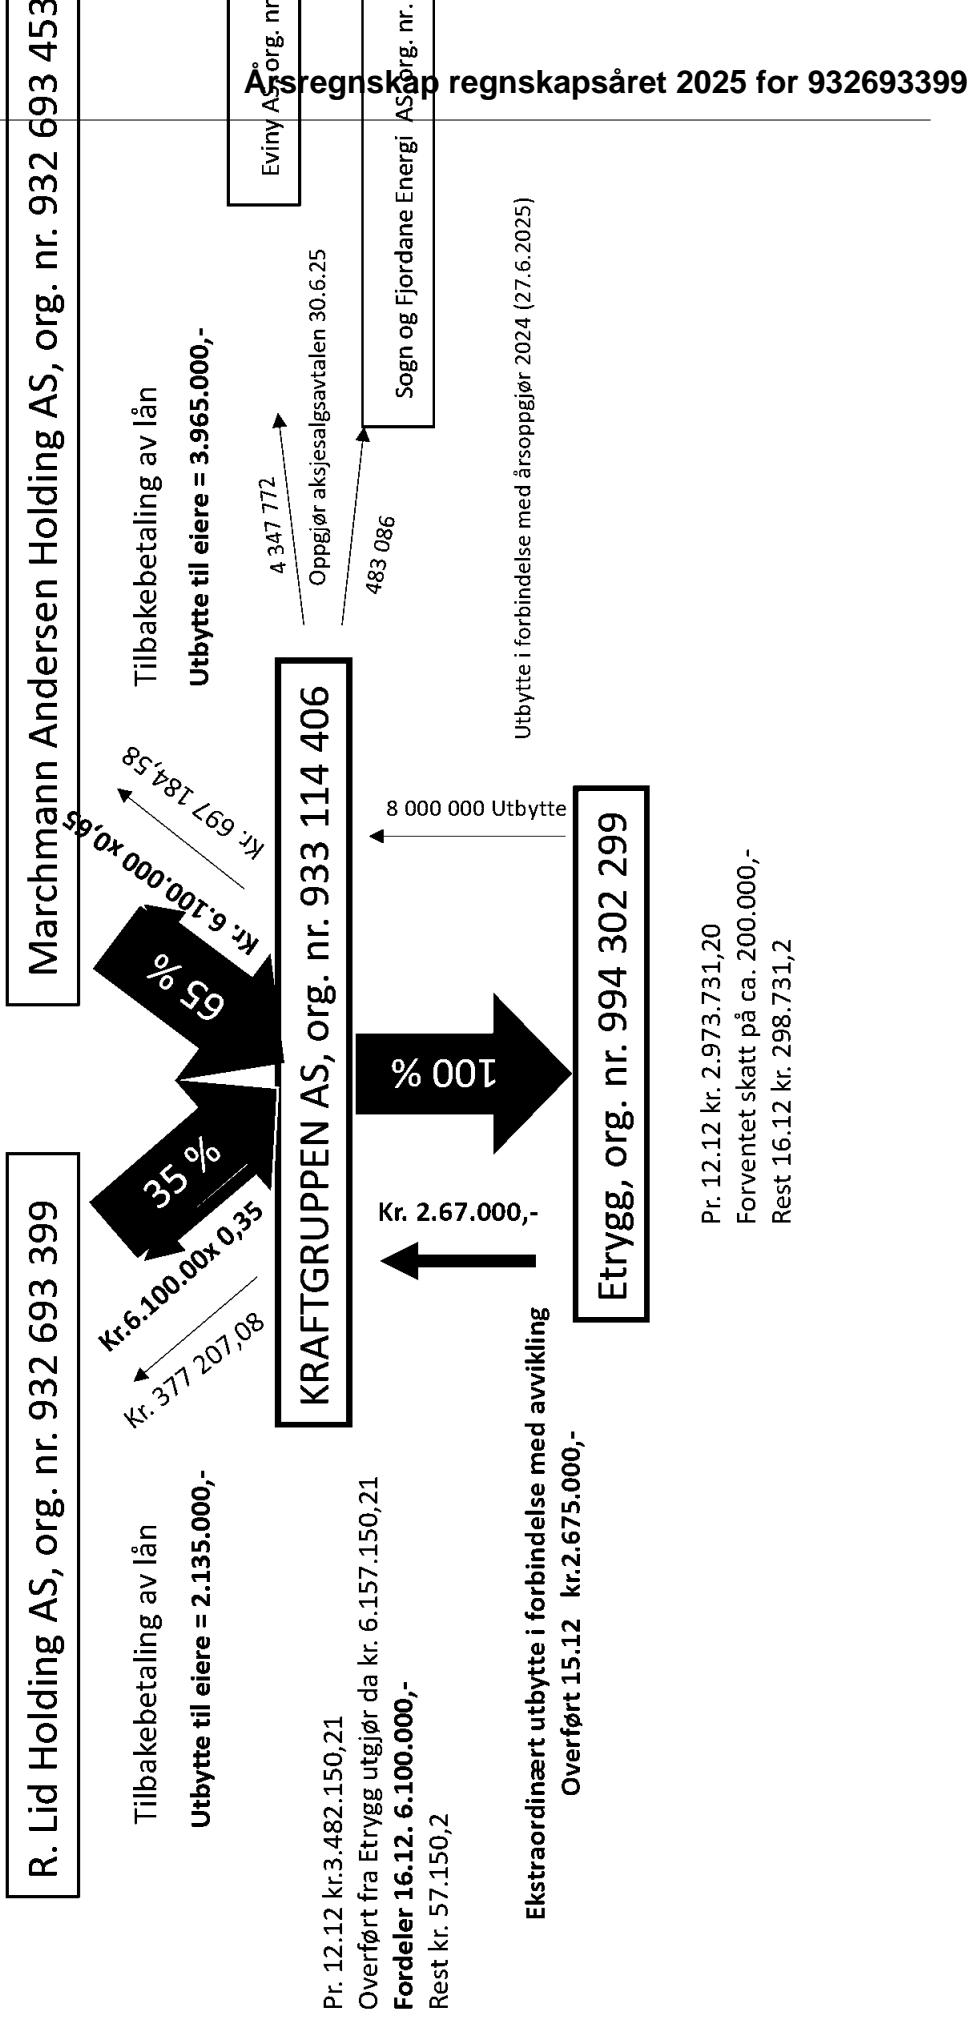 Årsregnskap regnskapsåret 2025 for 932693399
R. Lid Holding AS, org. nr. 932 693 399
Marchmann Andersen Holding AS, org. nr. 932 693 453
Tilbakebetaling av lån
Utbytte til eiere = 2.135.000,-
Kr. 377 207,08
Kr.6.100.00x 0,35
35 %
65 %
Kr. 6.100.000 x0,65
Kr. 697 184,58
Tilbakebetaling av lån
Utbytte til eiere = 3.965.000,-
Eviny AS, org. nr
Sogn og Fjordane Energi AS, org. nr.
4 347 772
Oppgjør aksjesalgsavtalen 30.6.25
483 086
KRAFTGRUPPEN AS, org. nr. 933 114 406
Pr. 12.12 kr.3.482.150,21
Overført fra Etrygg utgjør da kr. 6.157.150,21
Fordeler 16.12. 6.100.000,-
Rest kr. 57.150,2
Kr. 2.67.000,-
100 %
8 000 000 Utbytte
Utbytte i forbindelse med årsoppgjør 2024 (27.6.2025)
Ekstraordinært utbytte i forbindelse med avvikling
Overført 15.12 kr.2.675.000,-
Etrygg, org. nr. 994 302 299
Pr. 12.12 kr. 2.973.731,20
Forventet skatt på ca. 200.000,-
Rest 16.12 kr. 298.731,2